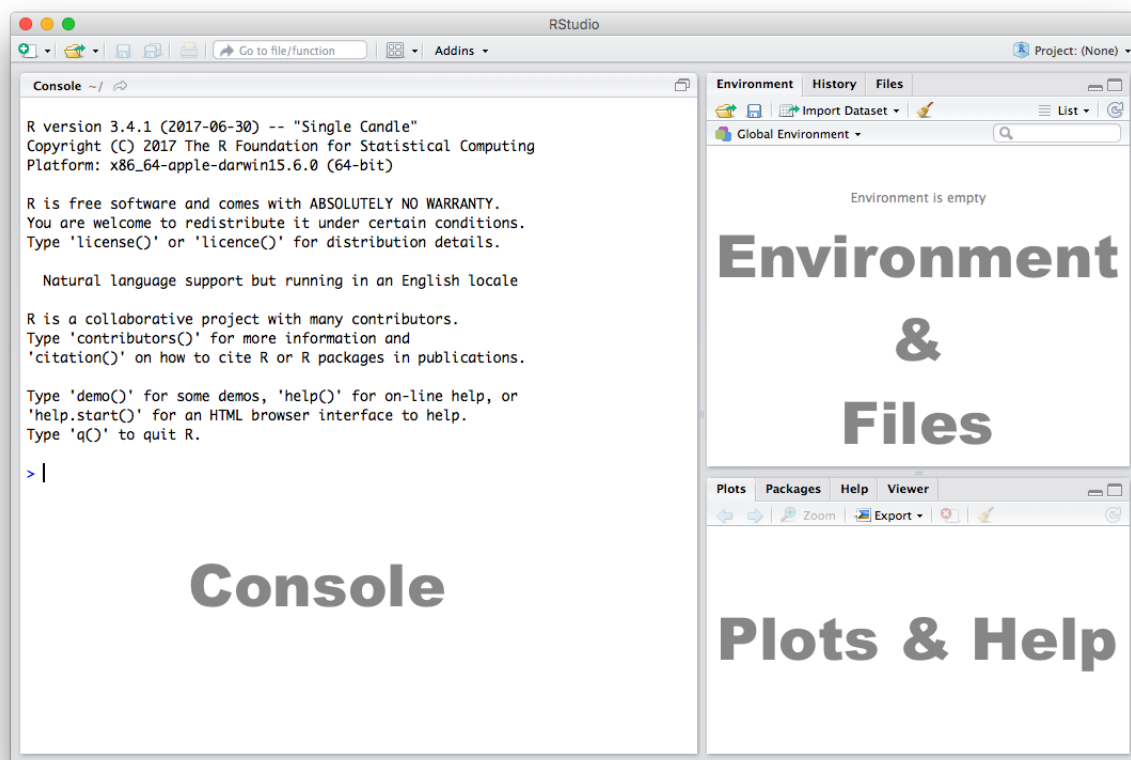 RStudio
Go to file/function
Addins
Project: (None)
Console ~/
R version 3.4.1 (2017-06-30) -- "Single Candle"
Copyright (C) 2017 The R Foundation for Statistical Computing
Platform: x86_64-apple-darwin15.6.0 (64-bit)
R is free software and comes with ABSOLUTELY NO WARRANTY.
You are welcome to redistribute it under certain conditions.
Type 'license()' or 'licence()' for distribution details.
Natural language support but running in an English locale
R is a collaborative project with many contributors.
Type 'contributors()' for more information and
'citation()' on how to cite R or R packages in publications.
Type 'demo()' for some demos, 'help()' for on-line help, or
'help.start()' for an HTML browser interface to help.
Type 'q()' to quit R.
>
Console
Environment History Files
Import Dataset List
Global Environment
Environment is empty
Environment
&
Files
Plots Packages Help Viewer
Zoom Export
Plots & Help